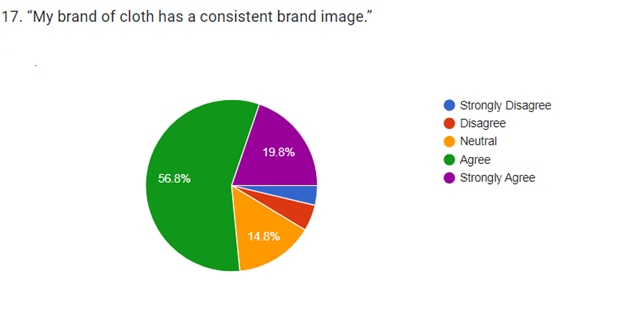 17. “My brand of cloth has a consistent brand image.”
Strongly Disagree
Disagree
Neutral
Agree
Strongly Agree
19.8%
56.8%
14.8%